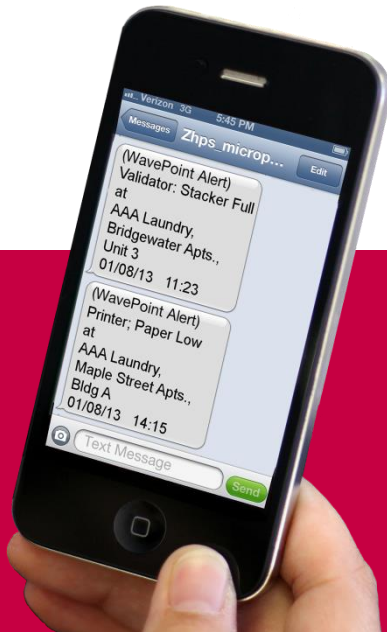 Verizon 3G 5:45 PM
Messages Zhps_microp... Edit
(WavePoint Alert)
Validator: Stacker Full
at
AAA Laundry,
Bridgewater Apts.,
Unit 3
01/08/13 11:23
(WavePoint Alert)
Printer; Paper Low
at
AAA Laundry,
Maple Street Apts.,
Bldg A
01/08/13 14:15
Text Message Send